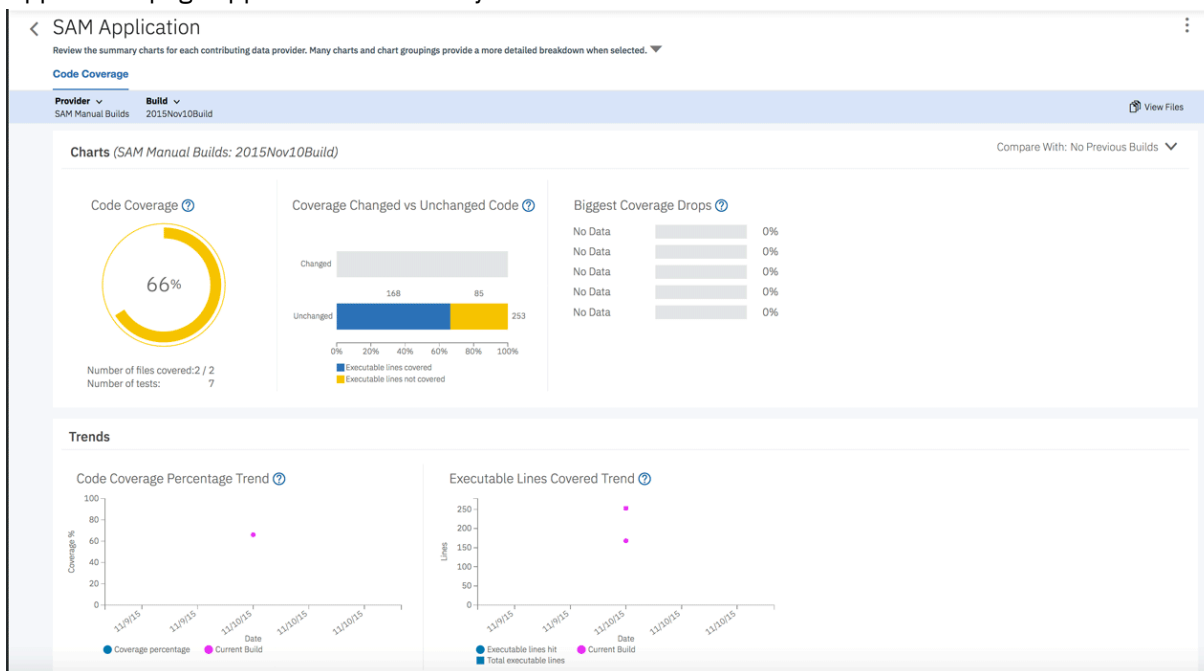 SAM Application
Review the summary charts for each contributing data provider. Many charts and chart groupings provide a more detailed breakdown when selected.
Code Coverage
Provider Build
SAM Manual Builds 2015Nov10Build
View Files
Charts (SAM Manual Builds: 2015Nov10Build)
Compare With: No Previous Builds
Code Coverage
66%
Number of files covered:2 / 2
Number of tests: 7
Coverage Changed vs Unchanged Code
Changed
168 85
Unchanged 253
0% 20% 40% 60% 80% 100%
Executable lines covered
Executable lines not covered
Biggest Coverage Drops
No Data 0%
No Data 0%
No Data 0%
No Data 0%
No Data 0%
Trends
Code Coverage Percentage Trend
100
80
60
40
20
0
Coverage %
11/9/15 11/9/15 11/10/15 11/10/15 11/10/15
Date
Coverage percentage Current Build
Executable Lines Covered Trend
250
200
150
100
50
0
Lines
11/9/15 11/9/15 11/10/15 11/10/15 11/10/15
Date
Executable lines hit Current Build
Total executable lines